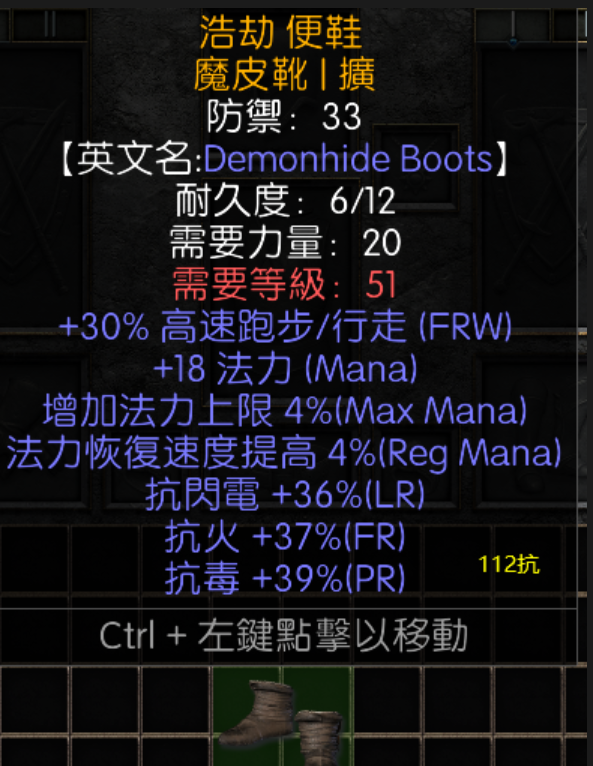 浩劫 便鞋
魔皮靴 | 擴
防禦： 33
【英文名:Demonhide Boots】
耐久度： 6/12
需要力量： 20
需要等級： 51
+30% 高速跑步/行走 (FRW)
+18 法力 (Mana)
增加法力上限 4%(Max Mana)
法力恢復速度提高 4%(Reg Mana)
抗閃電 +36%(LR)
抗火 +37%(FR)
抗毒 +39%(PR)
112抗
Ctrl + 左鍵點擊以移動